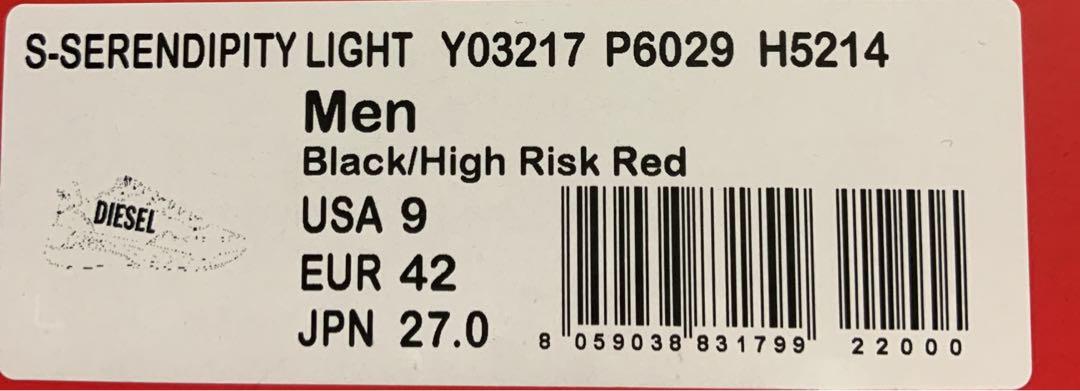 S-SERENDIPITY LIGHT Y03217 P6029 H5214
Men
Black/High Risk Red
DIESEL
USA 9
EUR 42
JPN 27.0
8 059038 831799 22000